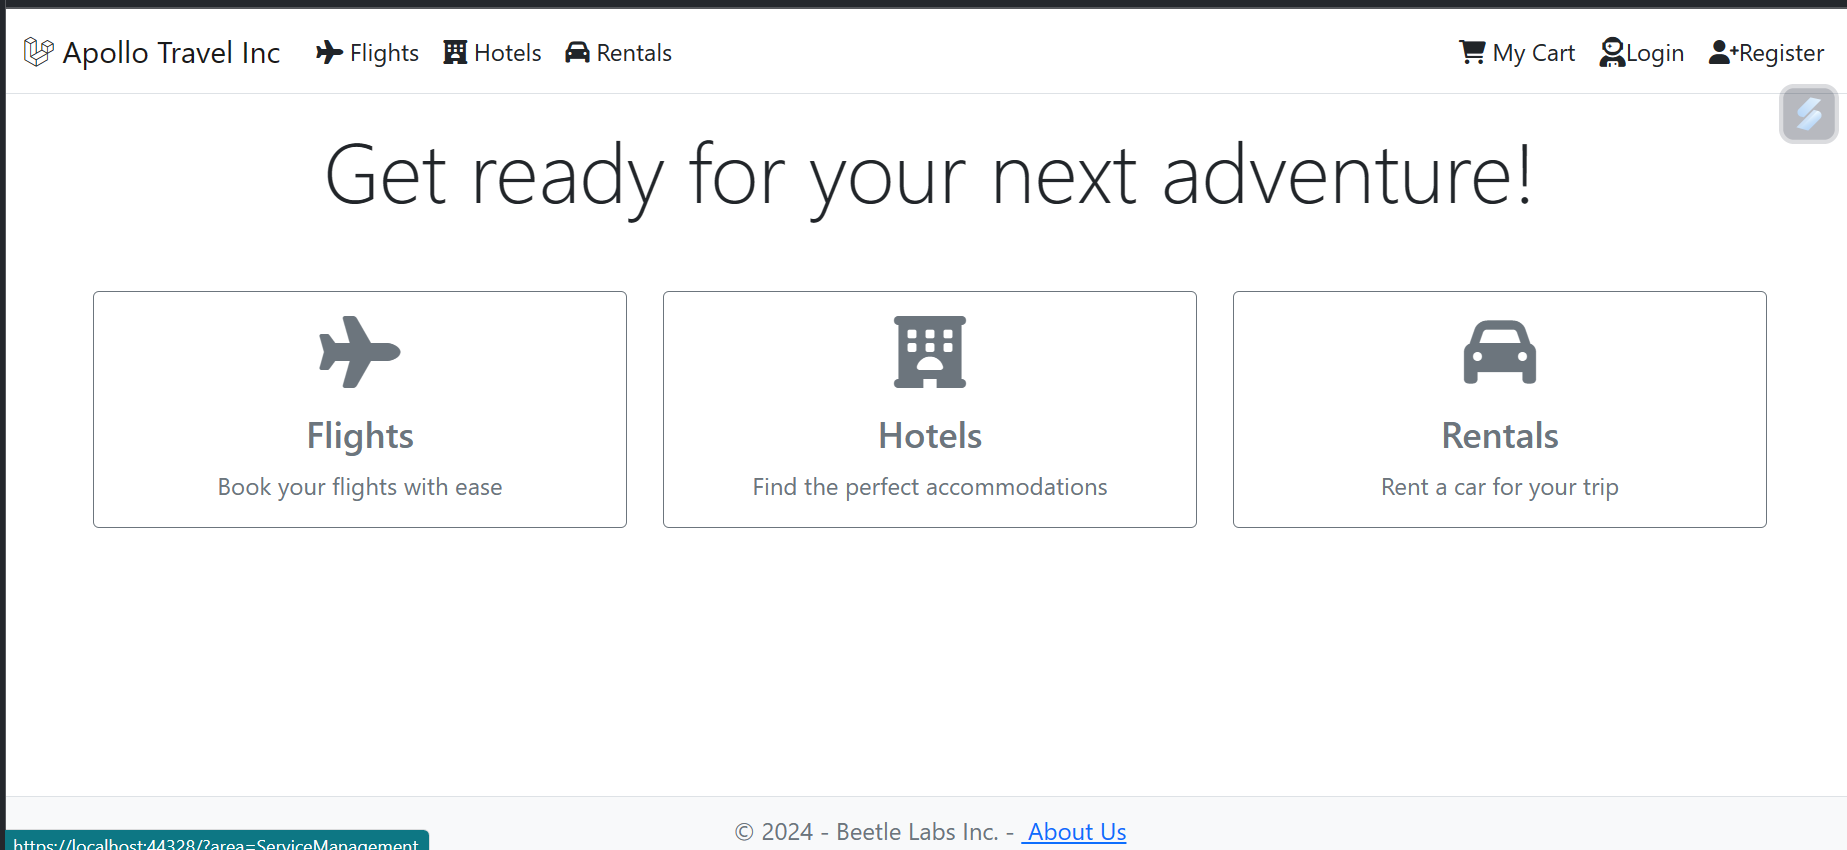 Apollo Travel Inc Flights Hotels Rentals My Cart Login Register
Get ready for your next adventure!
Flights
Book your flights with ease
Hotels
Find the perfect accommodations
Rentals
Rent a car for your trip
© 2024 - Beetle Labs Inc. - About Us
https://localhost:44328/?area=ServiceManagement